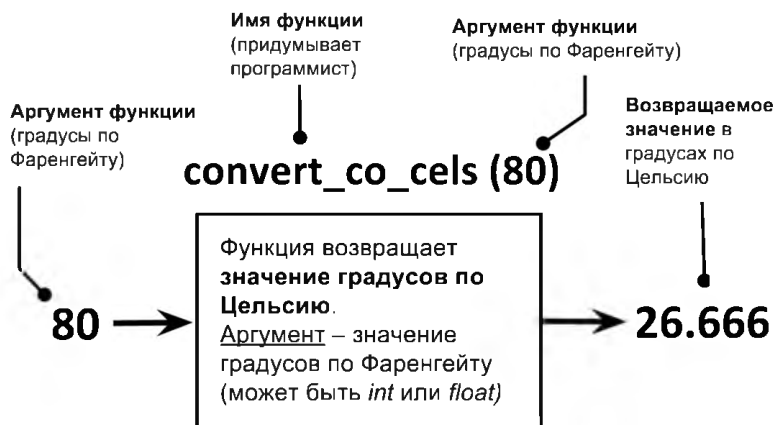 Имя функции
(придумывает
программист)
Аргумент функции
(градусы по Фаренгейту)
Аргумент функции
(градусы по
Фаренгейту)
Возвращаемое
значение в
градусах по
Цельсию
convert_co_cels (80)
80
Функция возвращает
значение градусов по
Цельсию.
Аргумент – значение
градусов по Фаренгейту
(может быть int или float)
26.666